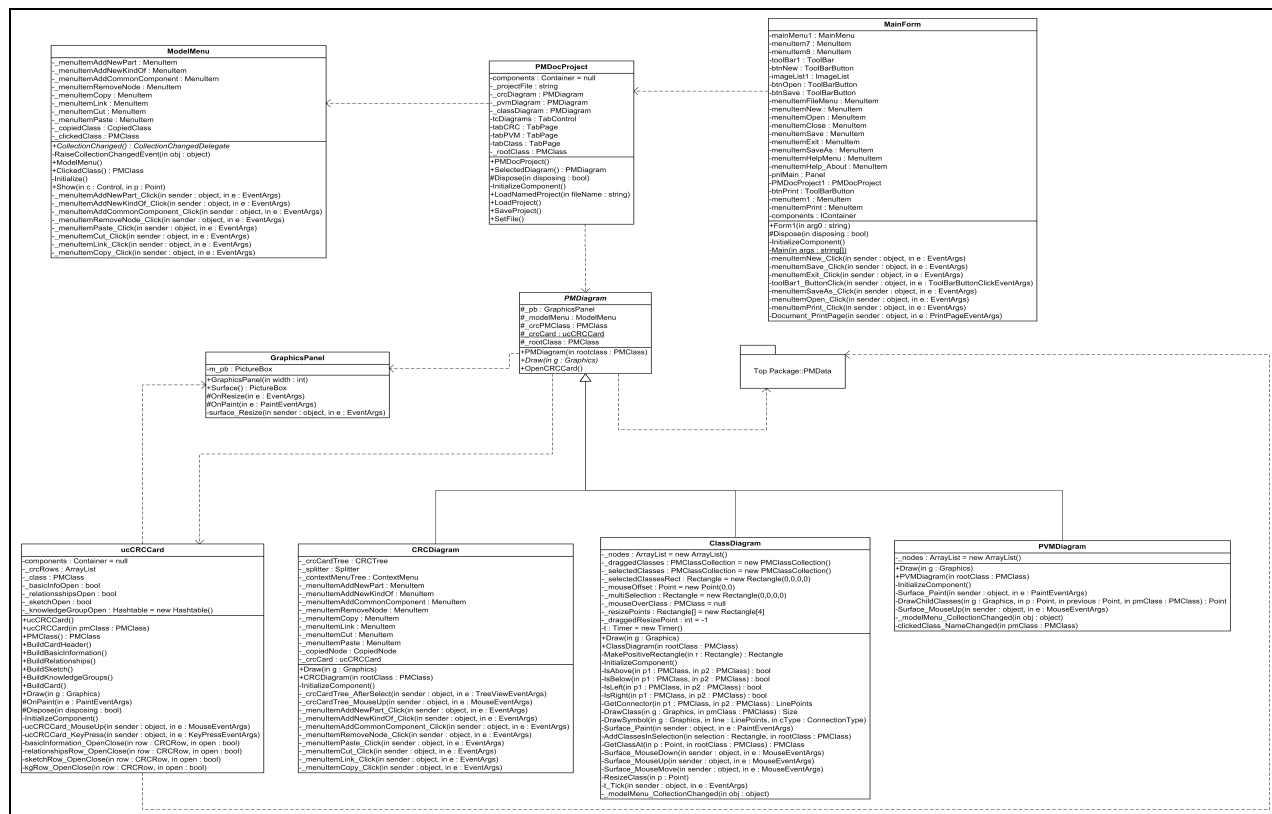 ModelMenu
-_menuItemAddNewPart : MenuItem
-_menuItemAddNewKindOf : MenuItem
-_menuItemAddCommonComponent : MenuItem
-_menuItemRemoveNode : MenuItem
-_menuItemCopy : MenuItem
-_menuItemLink : MenuItem
-_menuItemCut : MenuItem
-_menuItemPaste : MenuItem
-_copiedClass : CopiedClass
-_clickedClass : PMClass
+CollectionChanged() : CollectionChangedDelegate
-RaiseCollectionChangedEvent(in obj : object)
+ModelMenu()
+ClickedClass() : PMClass
-Initialize()
+Show(in c : Control, in p : Point)
-_menuItemAddNewPart_Click(in sender : object, in e : EventArgs)
-_menuItemAddNewKindOf_Click(in sender : object, in e : EventArgs)
-_menuItemAddCommonComponent_Click(in sender : object, in e : EventArgs)
-_menuItemRemoveNode_Click(in sender : object, in e : EventArgs)
-_menuItemPaste_Click(in sender : object, in e : EventArgs)
-_menuItemCut_Click(in sender : object, in e : EventArgs)
-_menuItemLink_Click(in sender : object, in e : EventArgs)
-_menuItemCopy_Click(in sender : object, in e : EventArgs)
PMDocProject
-components : Container = null
-_projectFile : string
-_crcDiagram : PMDiagram
-_pvmDiagram : PMDiagram
-_classDiagram : PMDiagram
-tcDiagrams : TabControl
-tabCRC : TabPage
-tabPVM : TabPage
-tabClass : TabPage
-_rootClass : PMClass
+PMDocProject()
+SelectedDiagram() : PMDiagram
#Dispose(in disposing : bool)
-InitializeComponent()
+LoadNamedProject(in fileName : string)
+LoadProject()
+SaveProject()
+SetFile()
MainForm
-mainMenu1 : MainMenu
-menuItem7 : MenuItem
-menuItem8 : MenuItem
-toolBar1 : ToolBar
-btnNew : ToolBarButton
-imageList1 : ImageList
-btnOpen : ToolBarButton
-btnSave : ToolBarButton
-menuItemFileMenu : MenuItem
-menuItemNew : MenuItem
-menuItemOpen : MenuItem
-menuItemClose : MenuItem
-menuItemSave : MenuItem
-menuItemExit : MenuItem
-menuItemSaveAs : MenuItem
-menuItemHelpMenu : MenuItem
-menuItemHelp_About : MenuItem
-pnlMain : Panel
-PMDocProject1 : PMDocProject
-btnPrint : ToolBarButton
-menuItem1 : MenuItem
-menuItemPrint : MenuItem
-components : IContainer
+Form1(in arg0 : string)
#Dispose(in disposing : bool)
-InitializeComponent()
-Main(in args : string[])
-menuItemNew_Click(in sender : object, in e : EventArgs)
-menuItemSave_Click(in sender : object, in e : EventArgs)
-menuItemExit_Click(in sender : object, in e : EventArgs)
-toolBar1_ButtonClick(in sender : object, in e : ToolBarButtonClickEventArgs)
-menuItemSaveAs_Click(in sender : object, in e : EventArgs)
-menuItemOpen_Click(in sender : object, in e : EventArgs)
-menuItemPrint_Click(in sender : object, in e : EventArgs)
-Document_PrintPage(in sender : object, in e : PrintPageEventArgs)
PMDiagram
#_pb : GraphicsPanel
#_modelMenu : ModelMenu
#_crcPMClass : PMClass
#_crcCard : ucCRCCard
#_rootClass : PMClass
+PMDiagram(in rootclass : PMClass)
+Draw(in g : Graphics)
+OpenCRCCard()
GraphicsPanel
-m_pb : PictureBox
+GraphicsPanel(in width : int)
+Surface() : PictureBox
#OnResize(in e : EventArgs)
#OnPaint(in e : PaintEventArgs)
-surface_Resize(in sender : object, in e : EventArgs)
Top Package::PMData
ucCRCCard
-components : Container = null
-_crcRows : ArrayList
-_class : PMClass
-_basicInfoOpen : bool
-_relationsshipsOpen : bool
-_sketchOpen : bool
-_knowledgeGroupOpen : Hashtable = new Hashtable()
+ucCRCCard()
+ucCRCCard(in pmClass : PMClass)
+PMClass() : PMClass
+BuildCardHeader()
+BuildBasicInformation()
+BuildRelationships()
+BuildSketch()
+BuildKnowledgeGroups()
+BuildCard()
+Draw(in g : Graphics)
#OnPaint(in e : PaintEventArgs)
#Dispose(in disposing : bool)
-InitializeComponent()
-ucCRCCard_MouseUp(in sender : object, in e : MouseEventArgs)
-ucCRCCard_KeyPress(in sender : object, in e : KeyPressEventArgs)
-basicInformation_OpenClose(in row : CRCRow, in open : bool)
-relationshipsRow_OpenClose(in row : CRCRow, in open : bool)
-sketchRow_OpenClose(in row : CRCRow, in open : bool)
-kgRow_OpenClose(in row : CRCRow, in open : bool)
CRCDiagram
-_crcCardTree : CRCTree
-_splitter : Splitter
-_contextMenuTree : ContextMenu
-_menuItemAddNewPart : MenuItem
-_menuItemAddNewKindOf : MenuItem
-_menuItemAddCommonComponent : MenuItem
-_menuItemRemoveNode : MenuItem
-_menuItemCopy : MenuItem
-_menuItemLink : MenuItem
-_menuItemCut : MenuItem
-_menuItemPaste : MenuItem
-_copiedNode : CopiedNode
-_crcCard : ucCRCCard
+Draw(in g : Graphics)
+CRCDiagram(in rootClass : PMClass)
-InitializeComponent()
-_crcCardTree_AfterSelect(in sender : object, in e : TreeViewEventArgs)
-_crcCardTree_MouseUp(in sender : object, in e : MouseEventArgs)
-_menuItemAddNewPart_Click(in sender : object, in e : EventArgs)
-_menuItemAddNewKindOf_Click(in sender : object, in e : EventArgs)
-_menuItemAddCommonComponent_Click(in sender : object, in e : EventArgs)
-_menuItemRemoveNode_Click(in sender : object, in e : EventArgs)
-_menuItemPaste_Click(in sender : object, in e : EventArgs)
-_menuItemCut_Click(in sender : object, in e : EventArgs)
-_menuItemLink_Click(in sender : object, in e : EventArgs)
-_menuItemCopy_Click(in sender : object, in e : EventArgs)
ClassDiagram
-_nodes : ArrayList = new ArrayList()
-_draggedClasses : PMClassCollection = new PMClassCollection()
-_selectedClasses : PMClassCollection = new PMClassCollection()
-_selectedClassesRect : Rectangle = new Rectangle(0,0,0,0)
-_mouseOffset : Point = new Point(0,0)
-_multiSelection : Rectangle = new Rectangle(0,0,0,0)
-_mouseOverClass : PMClass = null
-_resizePoints : Rectangle[] = new Rectangle[4]
-_draggedResizePoint : int = -1
-t : Timer = new Timer()
+Draw(in g : Graphics)
+ClassDiagram(in rootClass : PMClass)
-MakePositiveRectangle(in r : Rectangle) : Rectangle
-InitializeComponent()
-IsAbove(in p1 : PMClass, in p2 : PMClass) : bool
-IsBelow(in p1 : PMClass, in p2 : PMClass) : bool
-IsLeft(in p1 : PMClass, in p2 : PMClass) : bool
-IsRight(in p1 : PMClass, in p2 : PMClass) : bool
-GetConnector(in p1 : PMClass, in p2 : PMClass) : LinePoints
-DrawClass(in g : Graphics, in pmClass : PMClass) : Size
-DrawSymbol(in g : Graphics, in line : LinePoints, in cType : ConnectionType)
-Surface_Paint(in sender : object, in e : PaintEventArgs)
-AddClassesInSelection(in selection : Rectangle, in rootClass : PMClass)
-GetClassAt(in p : Point, in rootClass : PMClass) : PMClass
-Surface_MouseDown(in sender : object, in e : MouseEventArgs)
-Surface_MouseUp(in sender : object, in e : MouseEventArgs)
-Surface_MouseMove(in sender : object, in e : MouseEventArgs)
-ResizeClass(in p : Point)
-t_Tick(in sender : object, in e : EventArgs)
-_modelMenu_CollectionChanged(in obj : object)
PVMDiagram
-_nodes : ArrayList = new ArrayList()
+Draw(in g : Graphics)
+PVMDiagram(in rootClass : PMClass)
-InitializeComponent()
-Surface_Paint(in sender : object, in e : PaintEventArgs)
-DrawChildClasses(in g : Graphics, in p : Point, in previous : Point, in pmClass : PMClass) : Point
-Surface_MouseUp(in sender : object, in e : MouseEventArgs)
-_modelMenu_CollectionChanged(in obj : object)
-clickedClass_NameChanged(in pmClass : PMClass)